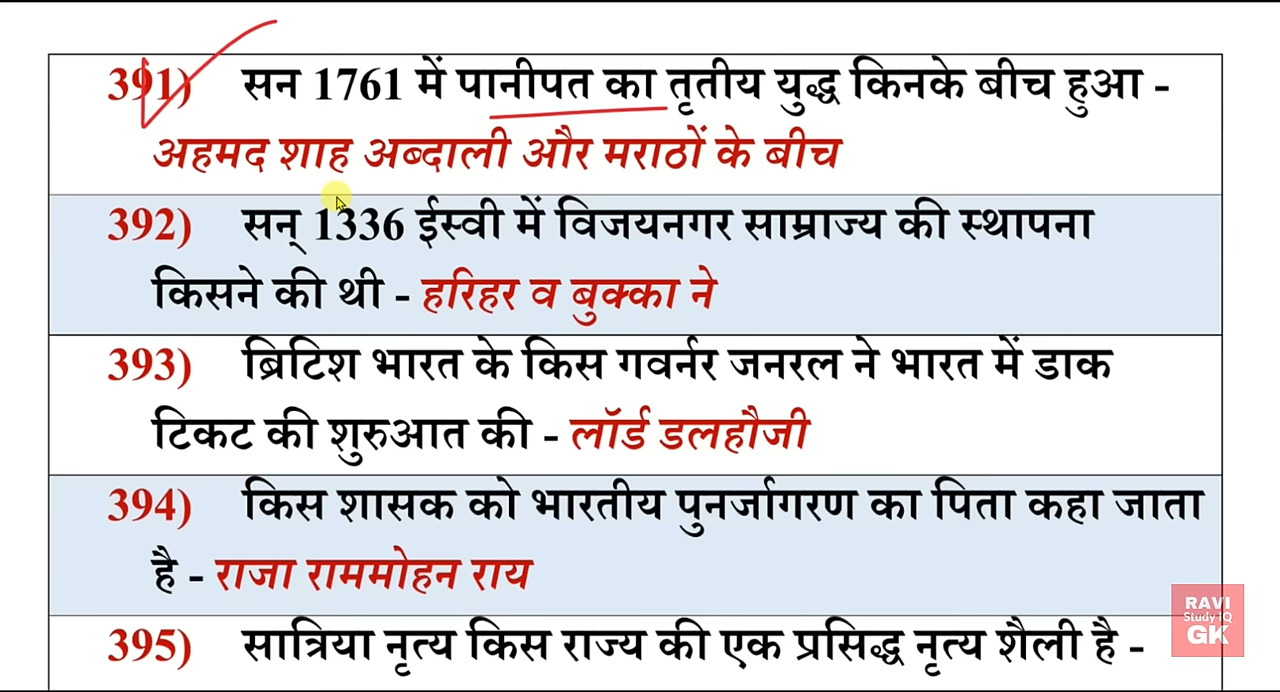 391) सन 1761 में पानीपत का तृतीय युद्ध किनके बीच हुआ -
अहमद शाह अब्दाली और मराठों के बीच
392) सन् 1336 ईस्वी में विजयनगर साम्राज्य की स्थापना
किसने की थी - हरिहर व बुक्का ने
393) ब्रिटिश भारत के किस गवर्नर जनरल ने भारत में डाक
टिकट की शुरुआत की - लॉर्ड डलहौजी
394) किस शासक को भारतीय पुनर्जागरण का पिता कहा जाता
है - राजा राममोहन राय
395) सात्रिया नृत्य किस राज्य की एक प्रसिद्ध नृत्य शैली है -
RAVI
Study IQ
GK